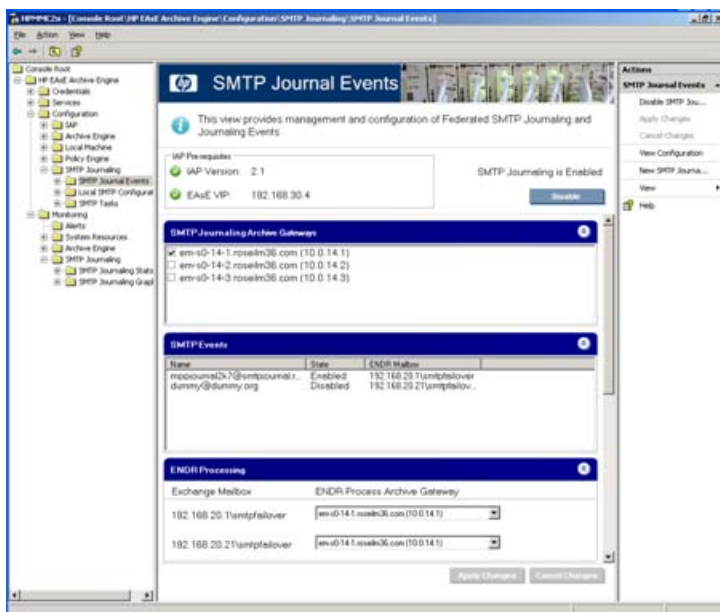 HPMMC2x - [Console Root\HP EAsE Archive Engine\Configuration\SMTP Journaling\SMTP Journal Events]
File Action View Help
Console Root
HP EAsE Archive Engine
Credentials
Services
Configuration
IAP
Archive Engine
Local Machine
Policy Engine
SMTP Journaling
SMTP Journal Events
Local SMTP Configurat
SMTP Tasks
Monitoring
Alerts
System Resources
Archive Engine
SMTP Journaling
SMTP Journaling Stats
SMTP Journaling Grap
hp
SMTP Journal Events
This view provides management and configuration of Federated SMTP Journaling and
Journaling Events
IAP Pre-requisites
IAP Version: 2.1
EAsE VIP: 192.168.30.4
SMTP Journaling is Enabled
Disable
SMTP Journaling Archive Gateways
em-s0-14-1.roseilm36.com (10.0.14.1)
em-s0-14-2.roseilm36.com (10.0.14.2)
em-s0-14-3.roseilm36.com (10.0.14.3)
SMTP Events
Name State ENDR Mailbox
mppjournal2k7@smtpjournal.r... Enabled 192.168.20.1\smtpfailover
dummy@dummy.org Disabled 192.168.20.21\smtpfailov...
ENDR Processing
Exchange Mailbox ENDR Process Archive Gateway
192.168.20.1\smtpfailover em-s0-14-1.roseilm36.com (10.0.14.1)
192.168.20.21\smtpfailover em-s0-14-1.roseilm36.com (10.0.14.1)
Apply Changes Cancel Changes
Actions
SMTP Journal Events
Disable SMTP Jou...
Apply Changes
Cancel Changes
View Configuration
New SMTP Journa...
View
Help